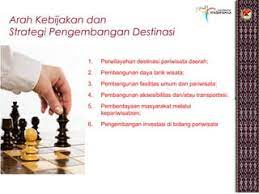 Arah Kebijakan dan
Strategi Pengembangan Destinasi
1. Perwilayahan destinasi pariwisata daerah;
2. Pembangunan daya tarik wisata;
3. Pembangunan fasilitas umum dan pariwisata;
4. Pembangunan aksesibilitas dan/atau transportasi;
5. Pemberdayaan masyarakat melalui
kepariwisataan;
6. Pengembangan investasi di bidang pariwisata